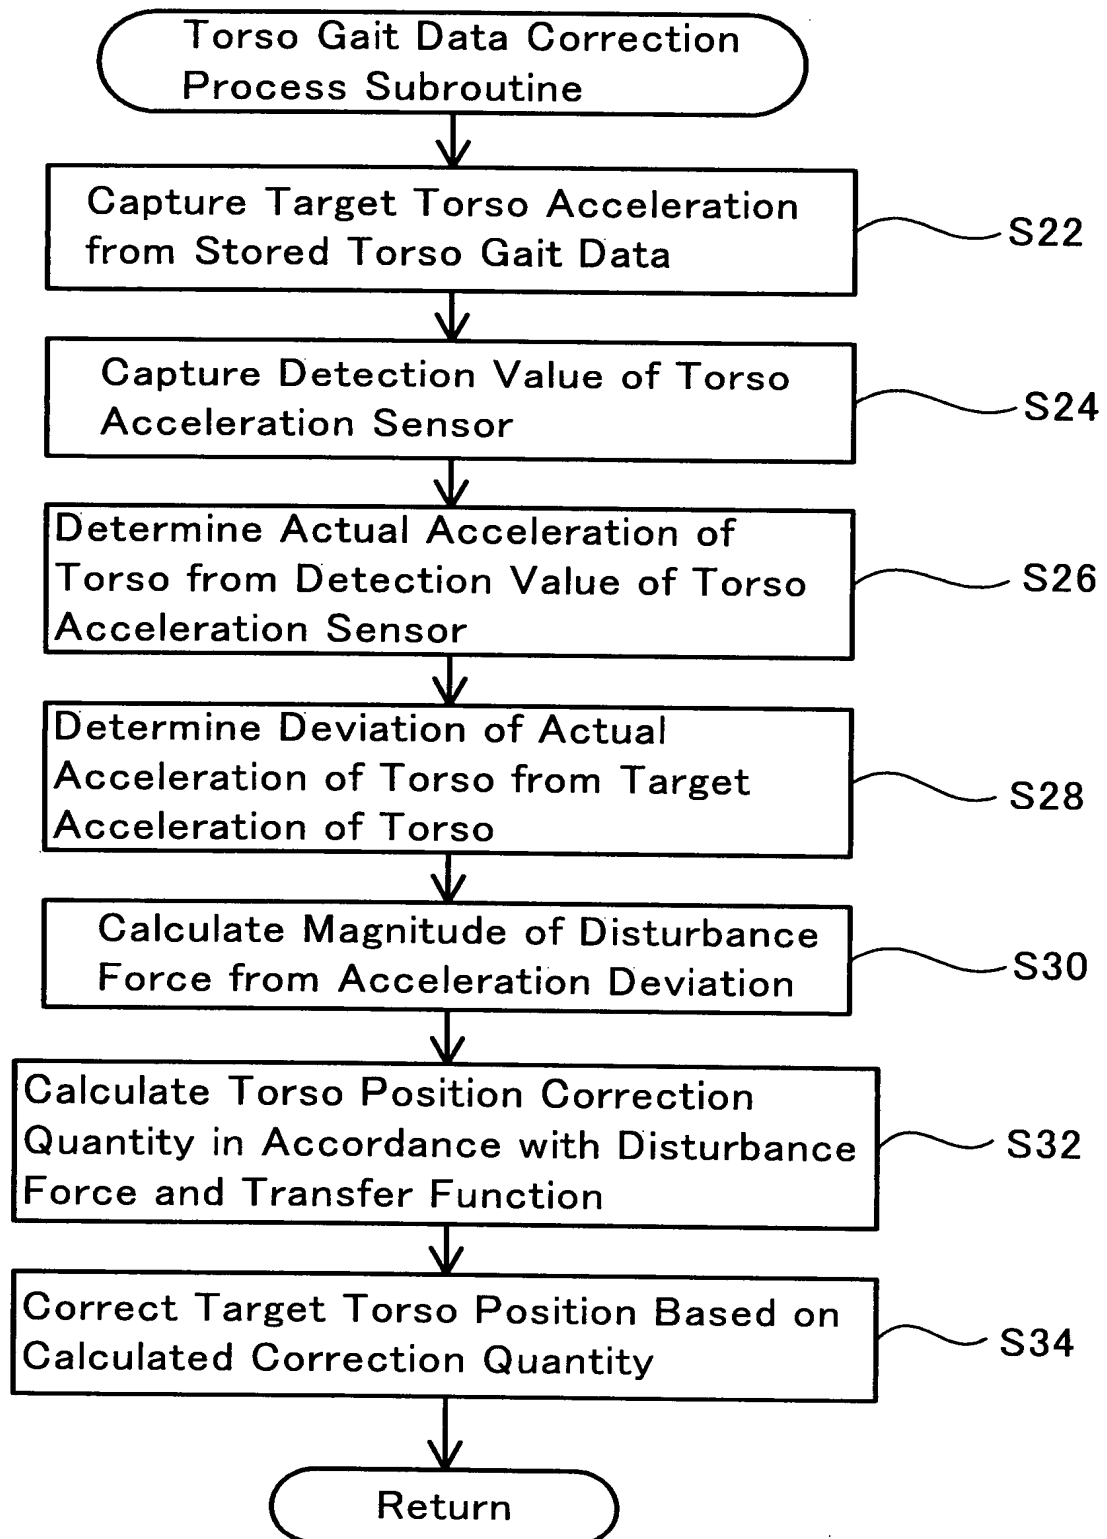 Torso Gait Data Correction
Process Subroutine
Capture Target Torso Acceleration
from Stored Torso Gait Data
S22
Capture Detection Value of Torso
Acceleration Sensor
S24
Determine Actual Acceleration of
Torso from Detection Value of Torso
Acceleration Sensor
S26
Determine Deviation of Actual
Acceleration of Torso from Target
Acceleration of Torso
S28
Calculate Magnitude of Disturbance
Force from Acceleration Deviation
S30
Calculate Torso Position Correction
Quantity in Accordance with Disturbance
Force and Transfer Function
S32
Correct Target Torso Position Based on
Calculated Correction Quantity
S34
Return